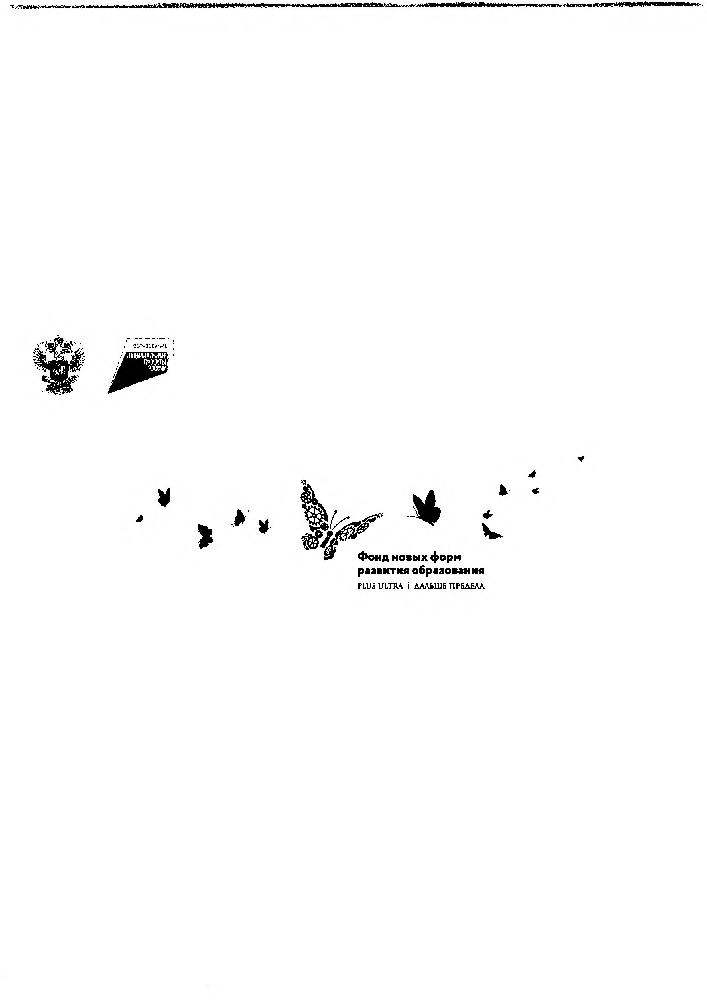 ОБРАЗОВАНИЕ
НАЦИОНАЛЬНЫЕ
ПРОЕКТЫ
РОССИИ
Фонд новых форм
развития образования
PLUS ULTRA | ДАЛЬШЕ ПРЕДЕЛА